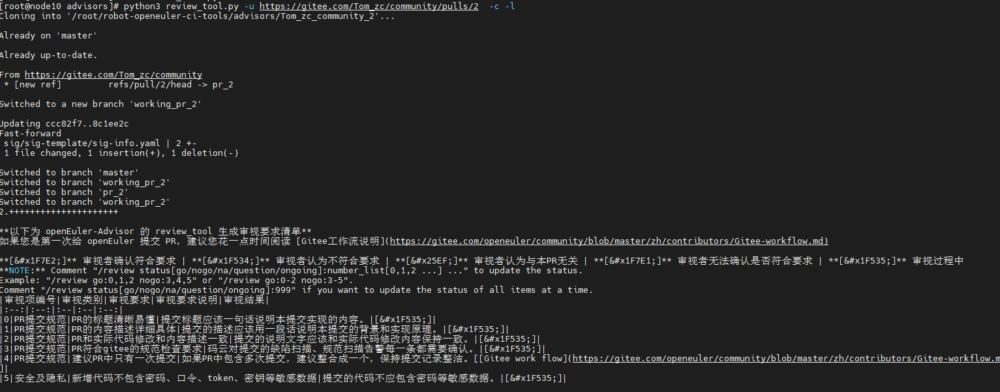 [root@node10 advisors]# python3 review_tool.py -u https://gitee.com/Tom_zc/community/pulls/2  -c -l
Cloning into '/root/robot-openeuler-ci-tools/advisors/Tom_zc_community_2'...
Already on 'master'
Already up-to-date.
From https://gitee.com/Tom_zc/community
 * [new ref]         refs/pull/2/head -> pr_2
Switched to a new branch 'working_pr_2'
Updating ccc82f7..8c1ee2c
Fast-forward
 sig/sig-template/sig-info.yaml | 2 +-
 1 file changed, 1 insertion(+), 1 deletion(-)
Switched to branch 'master'
Switched to branch 'working_pr_2'
Switched to branch 'pr_2'
Switched to branch 'working_pr_2'
2.+++++++++++++++++++++
**以下为 openEuler-Advisor 的 review_tool 生成审视要求清单**
如果您是第一次给 openEuler 提交 PR，建议您花一点时间阅读 [Gitee工作流说明](https://gitee.com/openeuler/community/blob/master/zh/contributors/Gitee-workflow.md)
**[&#x1F7E2;]** 审视者确认符合要求 | **[&#x1F534;]** 审视者认为不符合要求 | **[&#x25EF;]** 审视者认为与本PR无关 | **[&#x1F7E1;]** 审视者无法确认是否符合要求 | **[&#x1F535;]** 审视过程中
**NOTE:** Comment "/review status[go/nogo/na/question/ongoing]:number_list[0,1,2 ...] ..." to update the status.
Example: "/review go:0,1,2 nogo:3,4,5" or "/review go:0-2 nogo:3-5".
Comment "/review status[go/nogo/na/question/ongoing]:999" if you want to update the status of all items at a time.
|审视项编号|审视类别|审视要求|审视要求说明|审视结果|
|:--:|:--:|:--|:--|:--:|
|0|PR提交规范|PR的标题清晰易懂|提交标题应该一句话说明本提交实现的内容。|[&#x1F535;]|
|1|PR提交规范|PR的内容描述详细具体|提交的描述应该用一段话说明本提交的背景和实现原理。|[&#x1F535;]|
|2|PR提交规范|PR和实际代码修改和内容描述一致|提交的说明文字应该和实际代码修改内容保持一致。|[&#x1F535;]|
|3|PR提交规范|PR符合gitee的规范检查要求|码云对提交的缺陷扫描、规范扫描告警每一条都需要确认。|[&#x1F535;]|
|4|PR提交规范|建议PR中只有一次提交|如果PR中包含多次提交，建议整合成一个，保持提交记录整洁。[[Gitee work flow](https://gitee.com/openeuler/community/blob/master/zh/contributors/Gitee-workflow.m
]|
|5|安全及隐私|新增代码不包含密码、口令、token、密钥等敏感数据|提交的代码不应包含密码等敏感数据。|[&#x1F535;]|